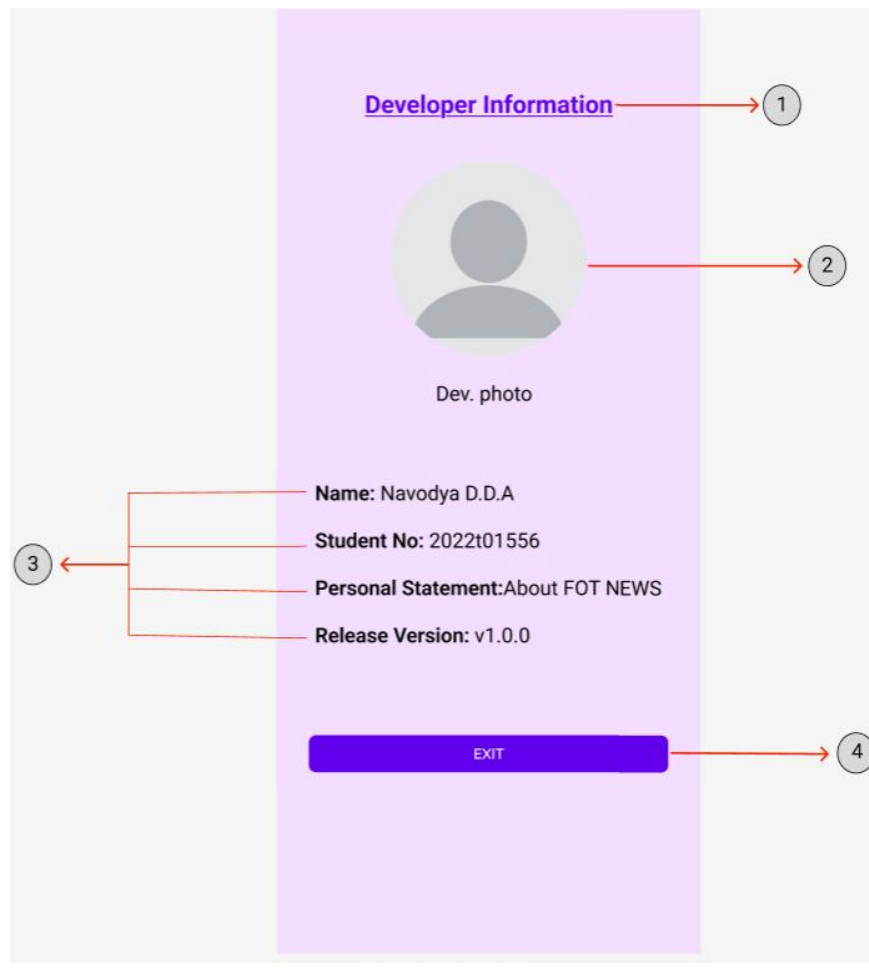 Developer Information
1
2
Dev. photo
Name: Navodya D.D.A
Student No: 2022t01556
3
Personal Statement:About FOT NEWS
Release Version: v1.0.0
EXIT
4